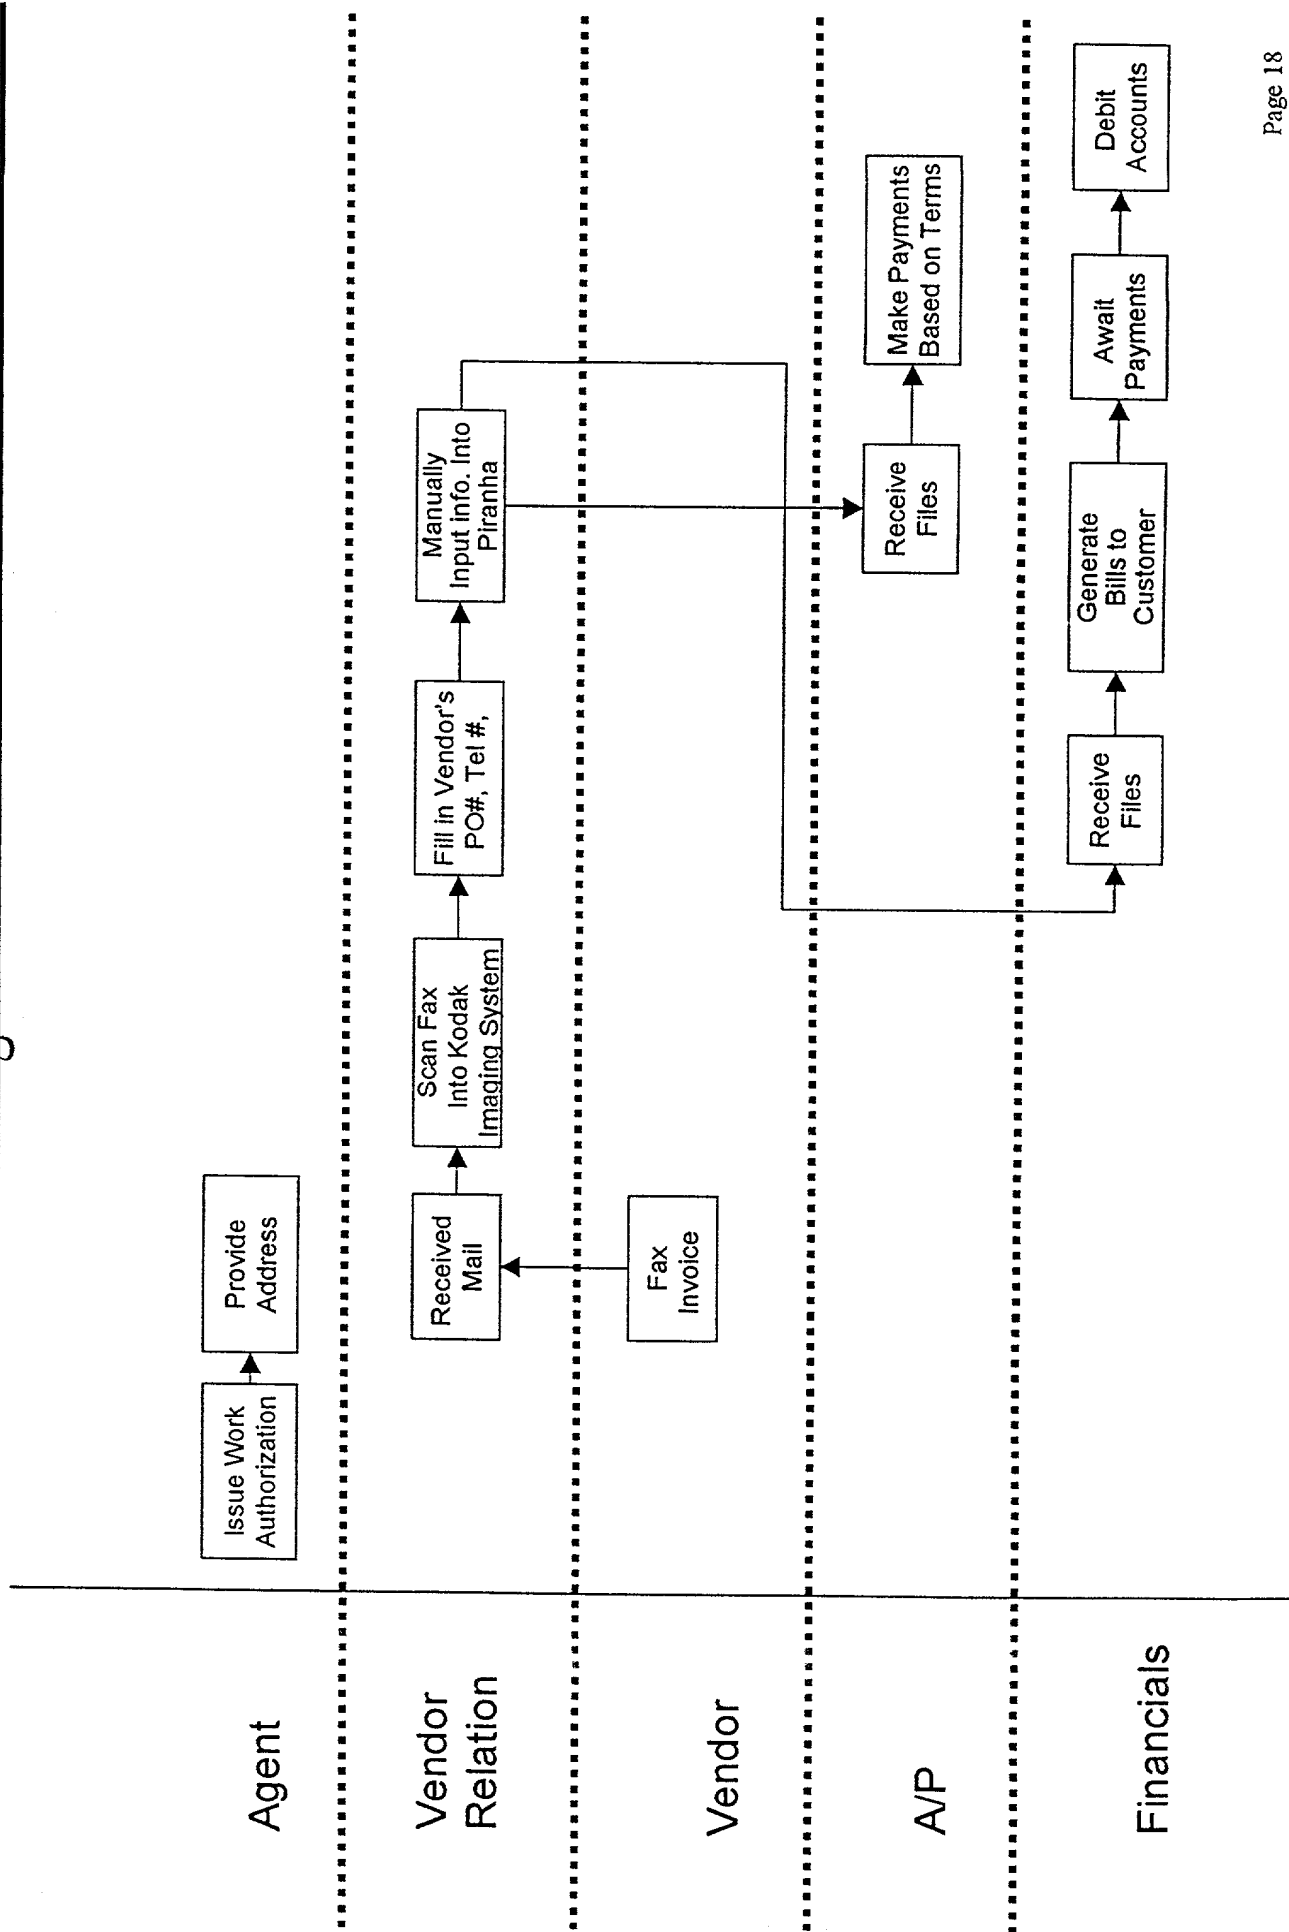 Agent
Issue Work
Authorization
Provide
Address
Vendor
Relation
Received
Mail
Scan Fax
Into Kodak
Imaging System
Fill in Vendor's
PO#, Tel #,
Manually
Input info. Into
Piranha
Vendor
Fax
Invoice
A/P
Receive
Files
Make Payments
Based on Terms
Financials
Receive
Files
Generate
Bills to
Customer
Await
Payments
Debit
Accounts
Page 18